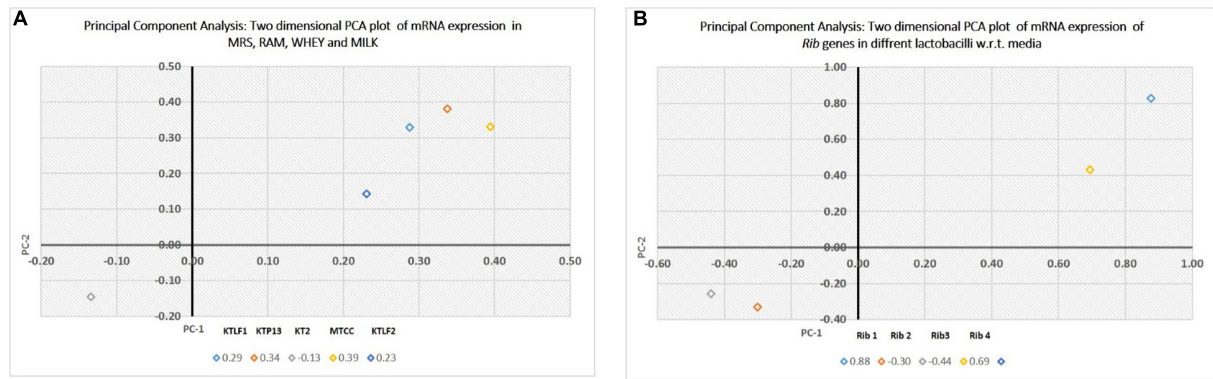 A
Principal Component Analysis: Two dimensional PCA plot of mRNA expression in
MRS, RAM, WHEY and MILK
0.50
0.40
0.30
0.20
0.10
0.00
-0.20 -0.10 0.00 0.10 0.20 0.30 0.40 0.50
-0.10
-0.20
PC-2
PC-1 KTLF1 KTP13 KT2 MTCC KTLF2
0.29 0.34 -0.13 0.39 0.23
B
Principal Component Analysis: Two dimensional PCA plot of mRNA expression of
Rib genes in diffrent lactobacilli w.r.t. media
1.00
0.80
0.60
0.40
0.20
0.00
-0.60 -0.40 -0.20 0.00 0.20 0.40 0.60 0.80 1.00
-0.20
-0.40
PC-2
PC-1 Rib 1 Rib 2 Rib3 Rib 4
0.88 -0.30 -0.44 0.69